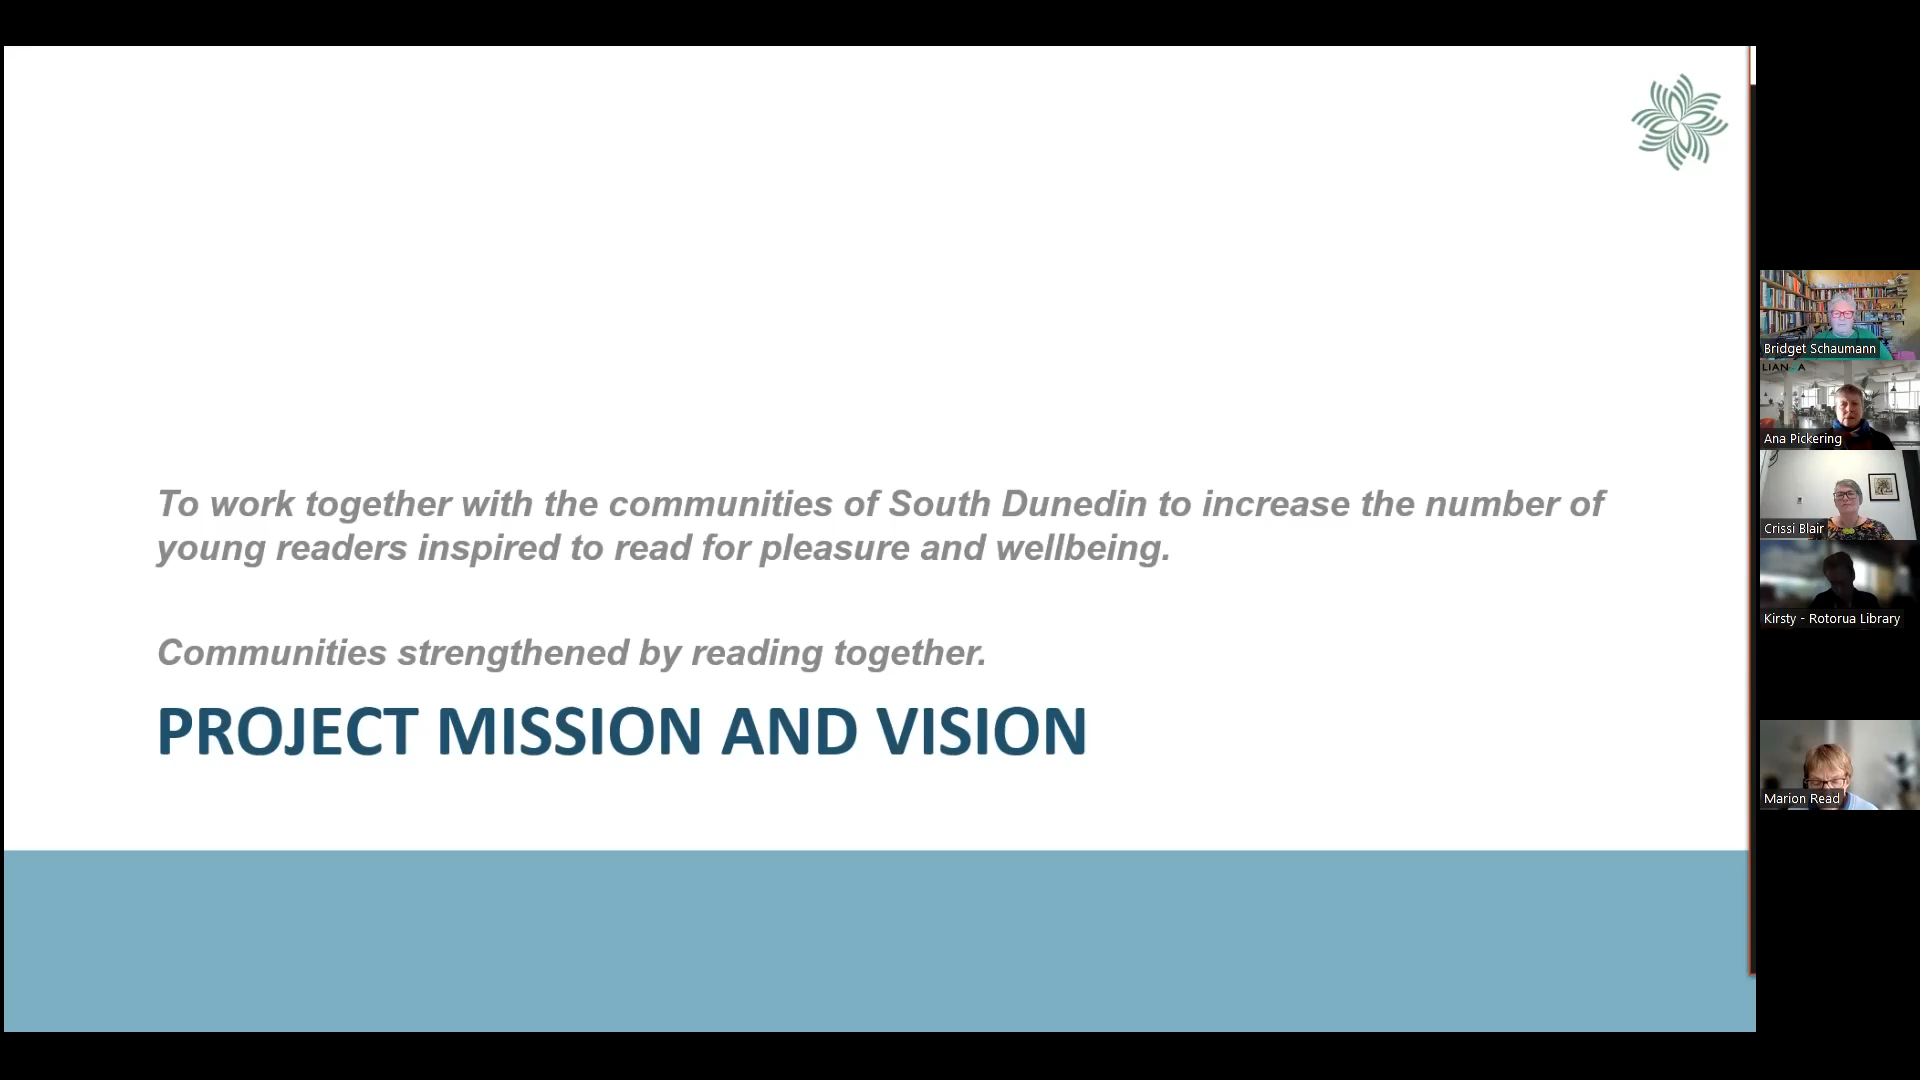 To work together with the communities of South Dunedin to increase the number of
young readers inspired to read for pleasure and wellbeing.
Communities strengthened by reading together.
PROJECT MISSION AND VISION
Bridget Schaumann
LIANZA
Ana Pickering
Crissi Blair
Kirsty - Rotorua Library
Marion Read